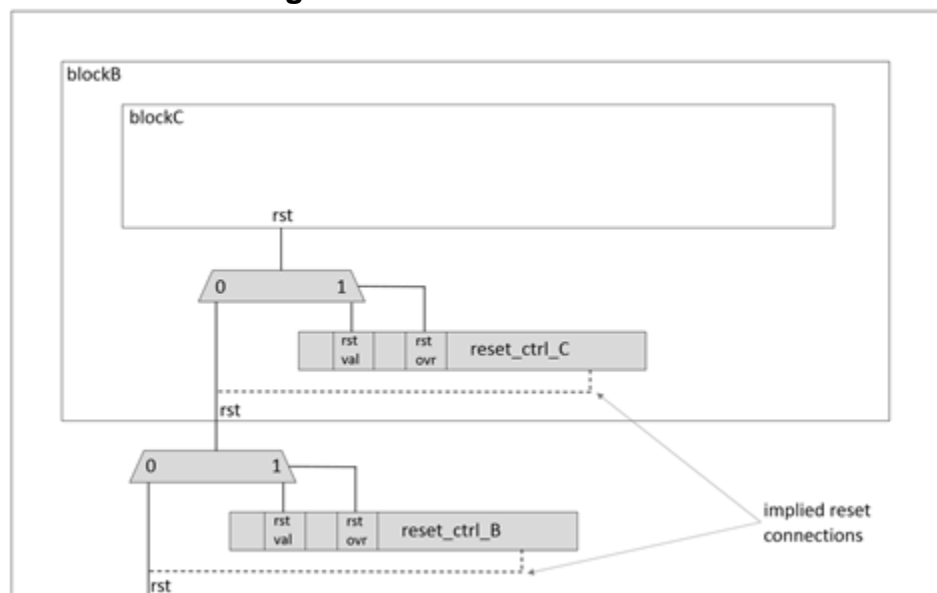 blockB
blockC
rst
0 1
rst rst reset_ctrl_C
val ovr
rst
0 1
rst rst reset_ctrl_B
val ovr
implied reset
connections
rst